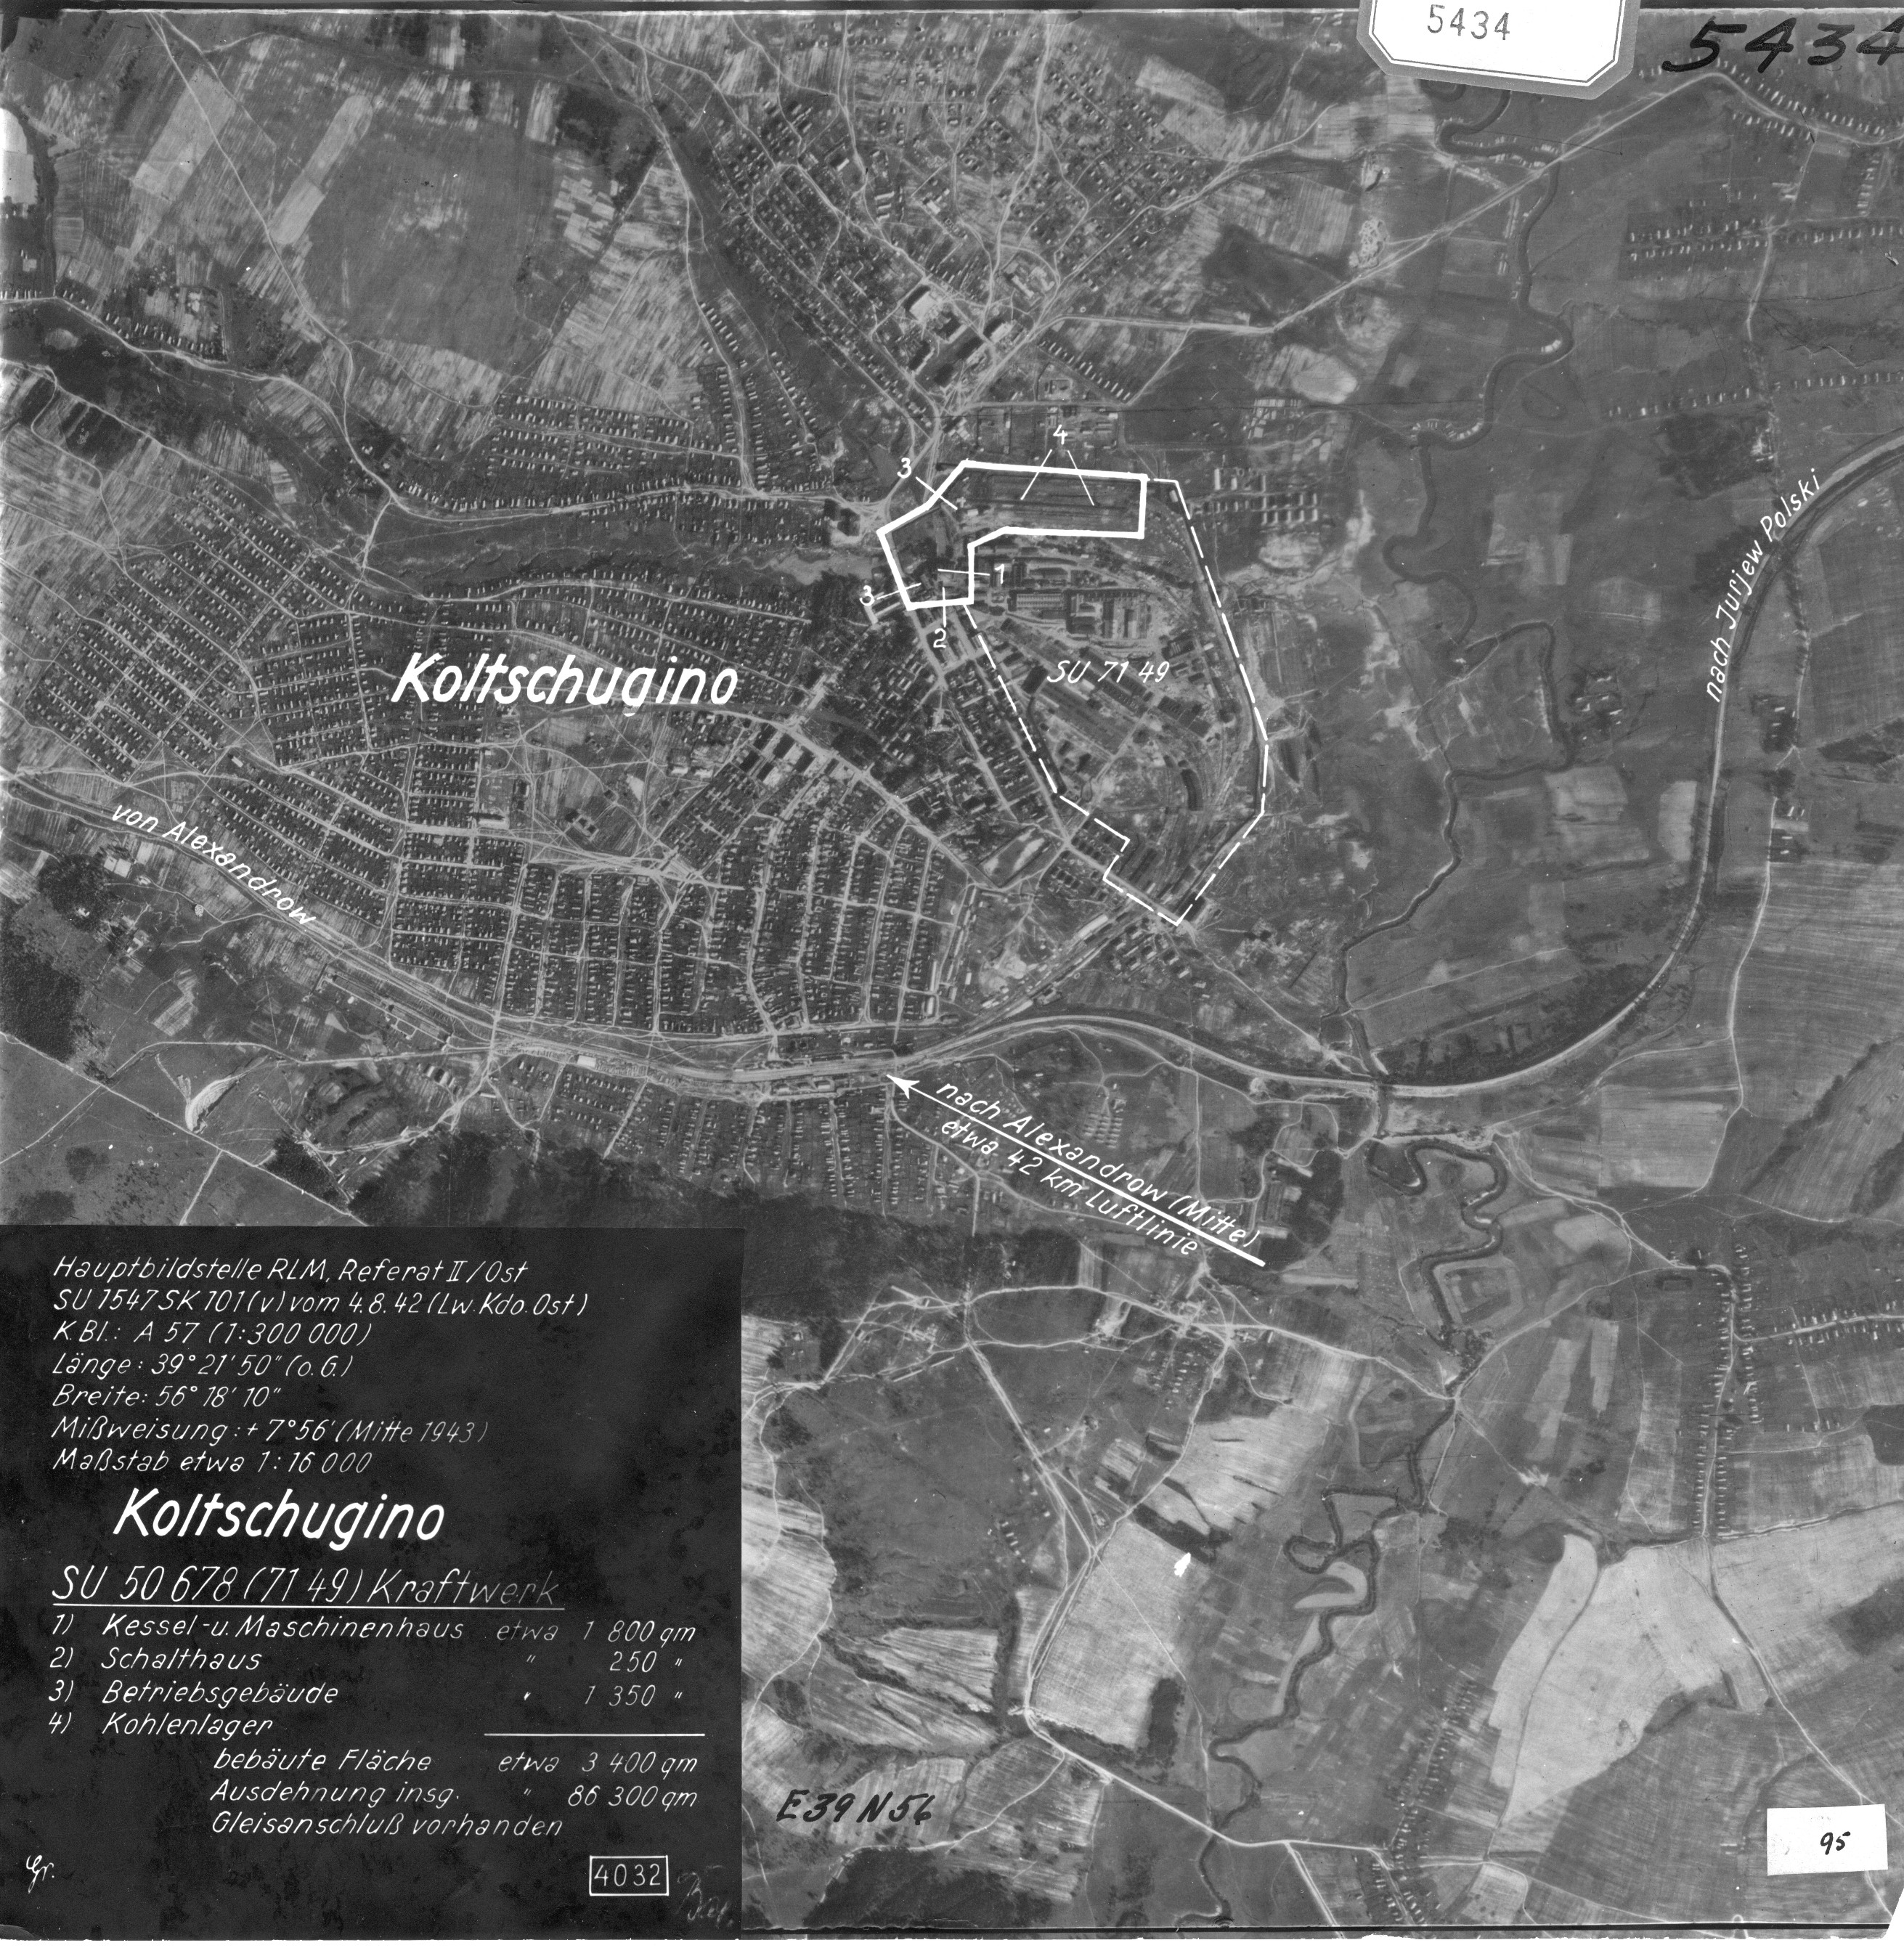 5434
5434
4
3
1
3
2
SU 71 49
Koltschugino
nach Jurjew Polski
von Alexandrow
nach Alexandrow (Mitte)
etwa 42 km Luftlinie
Hauptbildstelle RLM, Referat II/Ost
SU 1547 SK 101 (v) vom 4.8.42 (Lw. Kdo. Ost)
K.Bl.: A 57 (1:300 000)
Länge: 39° 21' 50" (o.G.)
Breite: 56° 18' 10"
Mißweisung: + 7° 56' (Mitte 1943)
Maßstab etwa 1:16 000
Koltschugino
SU 50 678 (71 49) Kraftwerk
1) Kessel-u. Maschinenhaus etwa 1 800 qm
2) Schalthaus " 250 "
3) Betriebsgebäude " 1 350 "
4) Kohlenlager
bebäute Fläche etwa 3 400 qm
Ausdehnung insg. " 86 300 qm
Gleisanschluß vorhanden
Gr.
4032
E39 N56
95